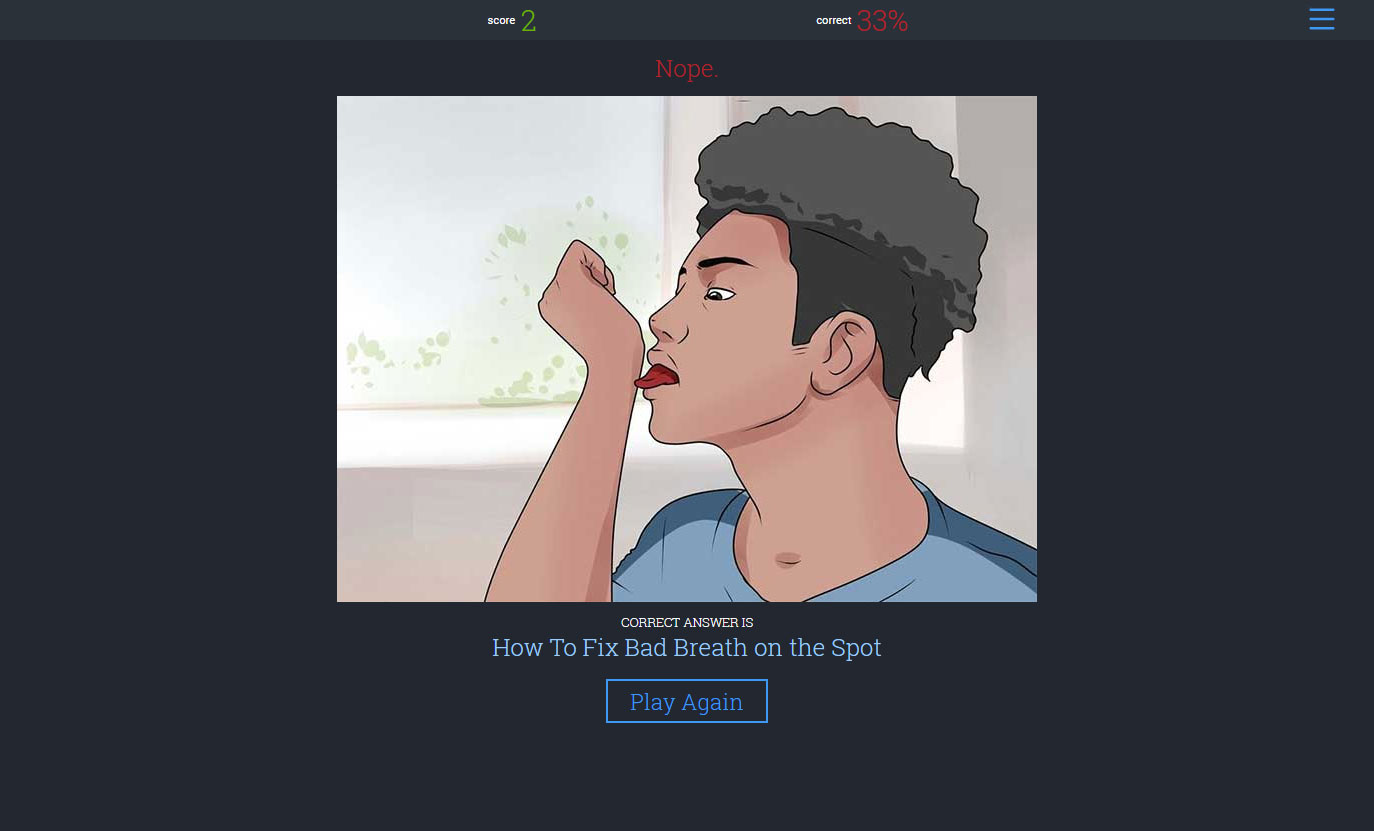 score 2 correct 33%
Nope.
CORRECT ANSWER IS
How To Fix Bad Breath on the Spot
Play Again